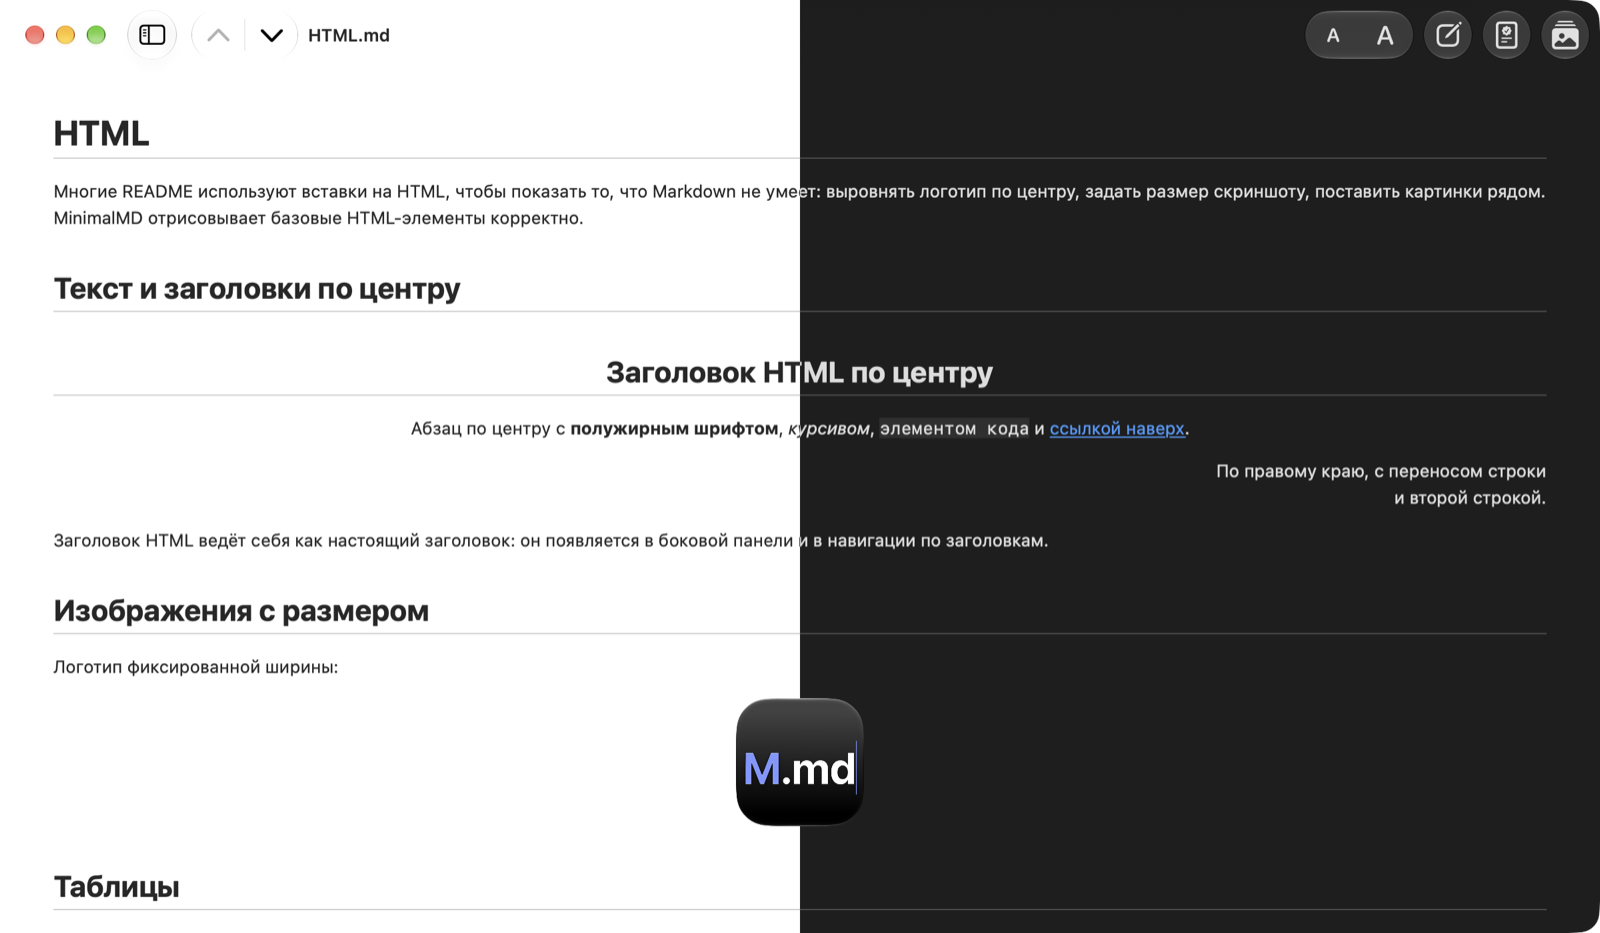 HTML.md
A A
HTML
Многие README используют вставки на HTML, чтобы показать то, что Markdown не умеет: выровнять логотип по центру, задать размер скриншоту, поставить картинки рядом.
MinimalMD отрисовывает базовые HTML-элементы корректно.
Текст и заголовки по центру
Заголовок HTML по центру
Абзац по центру с полужирным шрифтом, курсивом, элементом кода и ссылкой наверх.
По правому краю, с переносом строки
и второй строкой.
Заголовок HTML ведёт себя как настоящий заголовок: он появляется в боковой панели и в навигации по заголовкам.
Изображения с размером
Логотип фиксированной ширины:
M.md
Таблицы